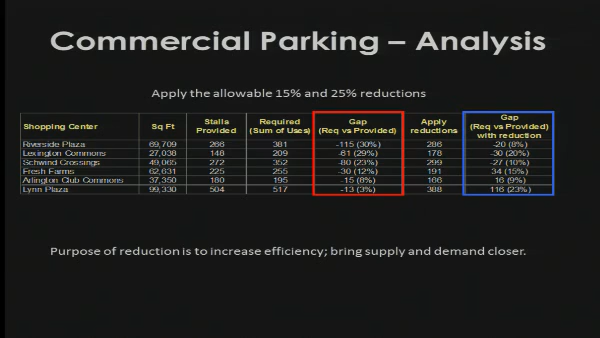 Commercial Parking – Analysis
Apply the allowable 15% and 25% reductions
Shopping Center Sq Ft Stalls Provided Required (Sum of Uses) Gap (Req vs Provided) Apply reductions Gap (Req vs Provided) with reduction
Riverside Plaza 69,709 266 381 -115 (30%) 286 -20 (8%)
Lexington Commons 27,038 148 209 -61 (29%) 178 -30 (20%)
Schwind Crossings 49,065 272 352 -80 (23%) 299 -27 (10%)
Fresh Farms 62,631 225 255 -30 (12%) 191 34 (15%)
Arlington Club Commons 37,350 180 195 -15 (8%) 166 16 (9%)
Lynn Plaza 99,330 504 517 -13 (3%) 388 116 (23%)
Purpose of reduction is to increase efficiency; bring supply and demand closer.